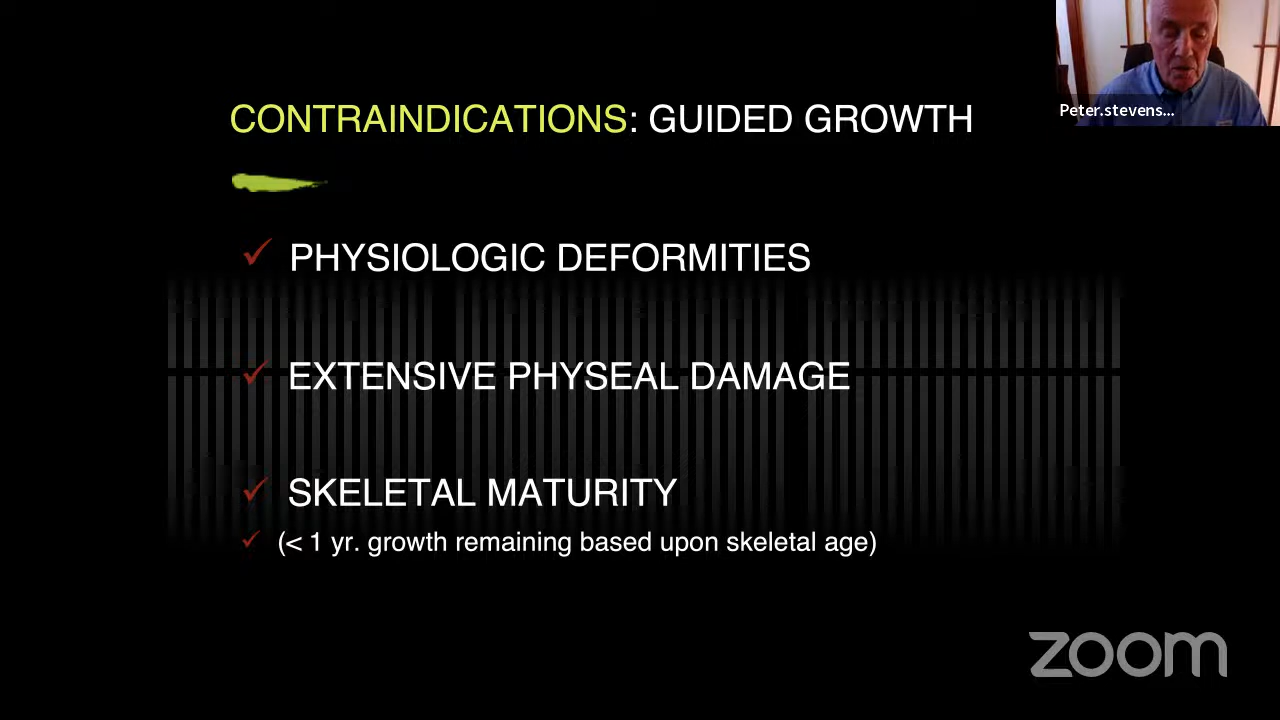 Peter.stevens...
CONTRAINDICATIONS: GUIDED GROWTH
PHYSIOLOGIC DEFORMITIES
EXTENSIVE PHYSEAL DAMAGE
SKELETAL MATURITY
(< 1 yr. growth remaining based upon skeletal age)
zoom